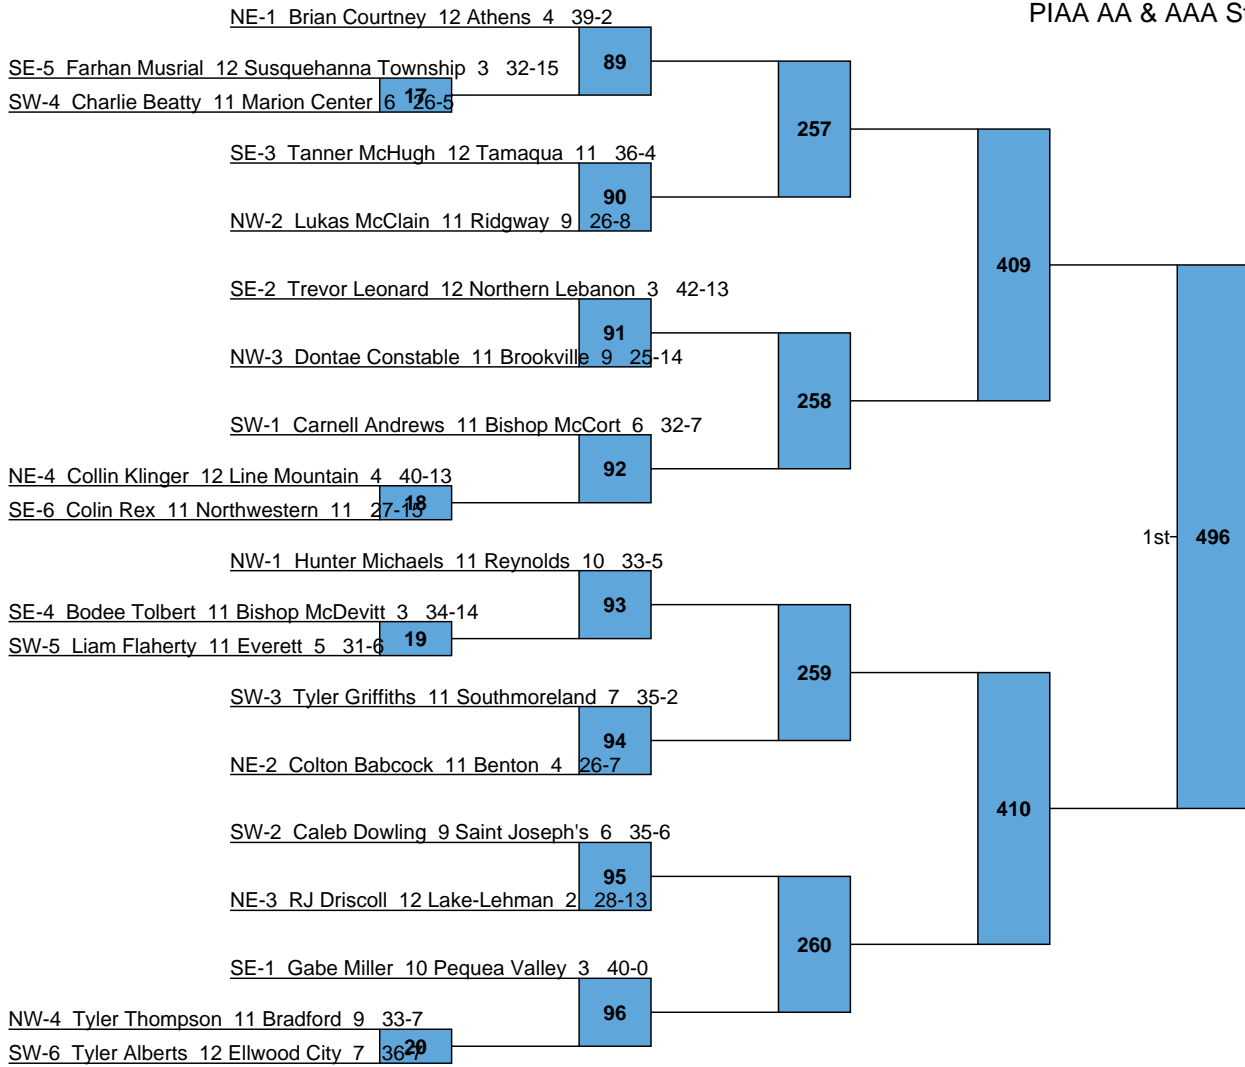 PIAA AA & AAA S
NE-1 Brian Courtney 12 Athens 4 39-2
89
SE-5 Farhan Musrial 12 Susquehanna Township 3 32-15
17
SW-4 Charlie Beatty 11 Marion Center 6 26-5
257
SE-3 Tanner McHugh 12 Tamaqua 11 36-4
90
NW-2 Lukas McClain 11 Ridgway 9 26-8
409
SE-2 Trevor Leonard 12 Northern Lebanon 3 42-13
91
NW-3 Dontae Constable 11 Brookville 9 25-14
258
SW-1 Carnell Andrews 11 Bishop McCort 6 32-7
92
NE-4 Collin Klinger 12 Line Mountain 4 40-13
18
SE-6 Colin Rex 11 Northwestern 11 27-15
1st
496
NW-1 Hunter Michaels 11 Reynolds 10 33-5
93
SE-4 Bodee Tolbert 11 Bishop McDevitt 3 34-14
19
SW-5 Liam Flaherty 11 Everett 5 31-6
259
SW-3 Tyler Griffiths 11 Southmoreland 7 35-2
94
NE-2 Colton Babcock 11 Benton 4 26-7
410
SW-2 Caleb Dowling 9 Saint Joseph's 6 35-6
95
NE-3 RJ Driscoll 12 Lake-Lehman 2 28-13
260
SE-1 Gabe Miller 10 Pequea Valley 3 40-0
96
NW-4 Tyler Thompson 11 Bradford 9 33-7
20
SW-6 Tyler Alberts 12 Ellwood City 7 36-7